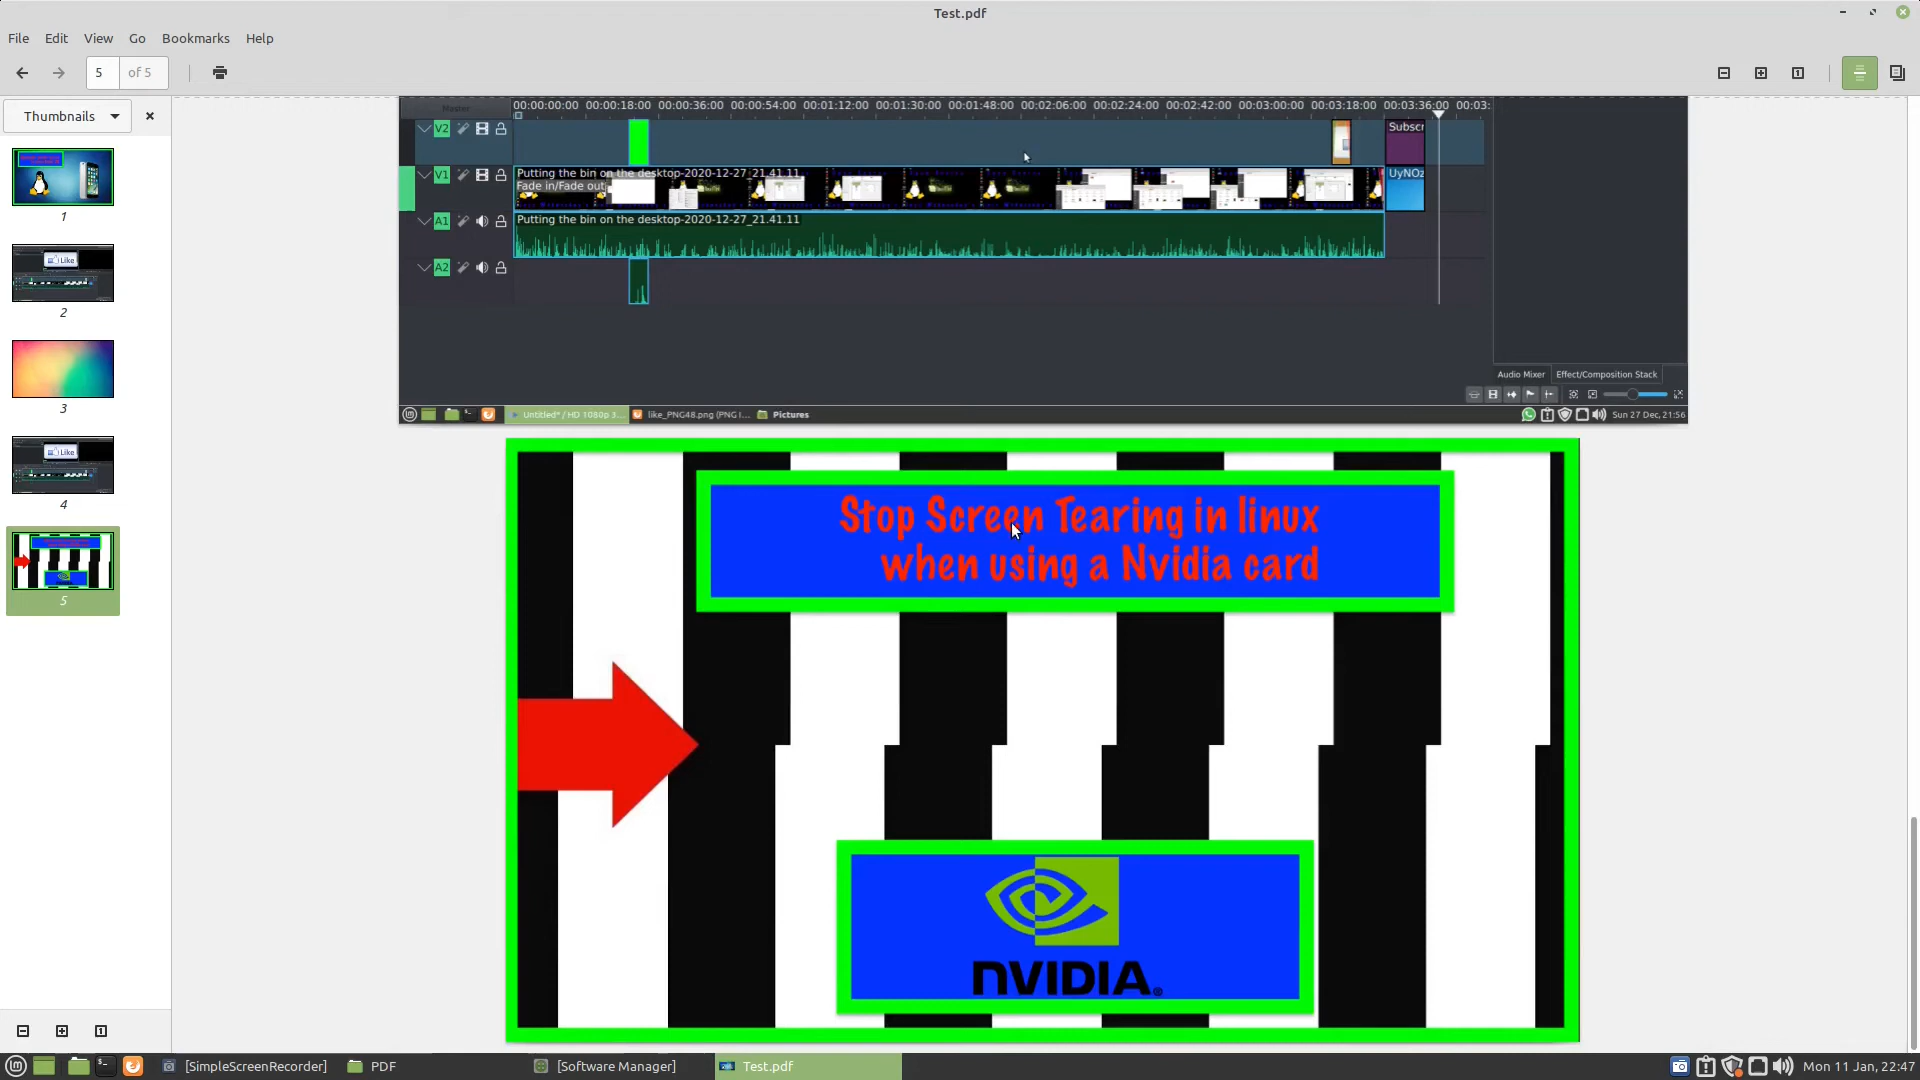 Test.pdf
File Edit View Go Bookmarks Help
5 of 5
Thumbnails
1
2
3
4
5
Like
Like
Master
00:00:00:00 00:00:18:00 00:00:36:00 00:00:54:00 00:01:12:00 00:01:30:00 00:01:48:00 00:02:06:00 00:02:24:00 00:02:42:00 00:03:00:00 00:03:18:00 00:03:36:00 00:03:
V2
Subscr
V1
Putting the bin on the desktop-2020-12-27_21.41.11
Fade in/Fade out
UyNOz
A1
Putting the bin on the desktop-2020-12-27_21.41.11
A2
Audio Mixer Effect/Composition Stack
Untitled* / HD 1080p 3... like_PNG48.png (PNG I... Pictures Sun 27 Dec, 21:56
Stop Screen Tearing in linux
when using a Nvidia card
NVIDIA®
[SimpleScreenRecorder] PDF [Software Manager] Test.pdf Mon 11 Jan, 22:47